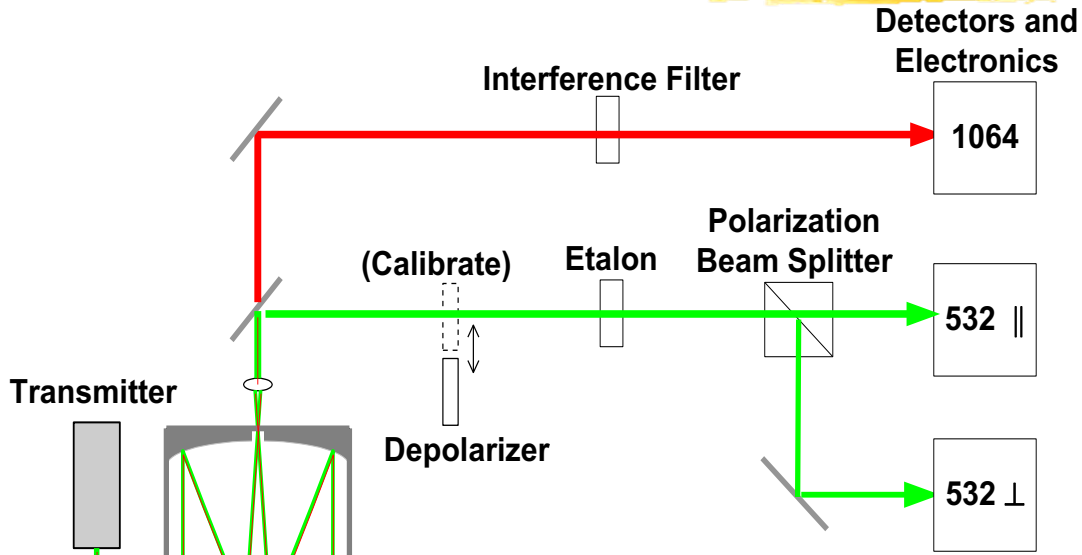 Detectors and
Electronics
Interference Filter
1064
Polarization
Beam Splitter
(Calibrate)
Etalon
532 ∥
Transmitter
Depolarizer
532 ⊥